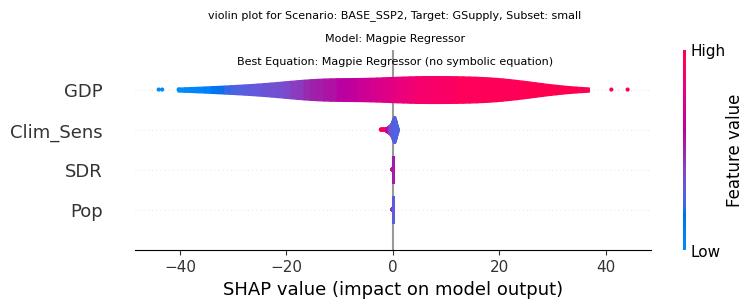 violin plot for Scenario: BASE_SSP2, Target: GSupply, Subset: small
Model: Magpie Regressor
Best Equation: Magpie Regressor (no symbolic equation)
High
GDP
Clim_Sens
SDR
Pop
Feature value
Low
−40 −20 0 20 40
SHAP value (impact on model output)